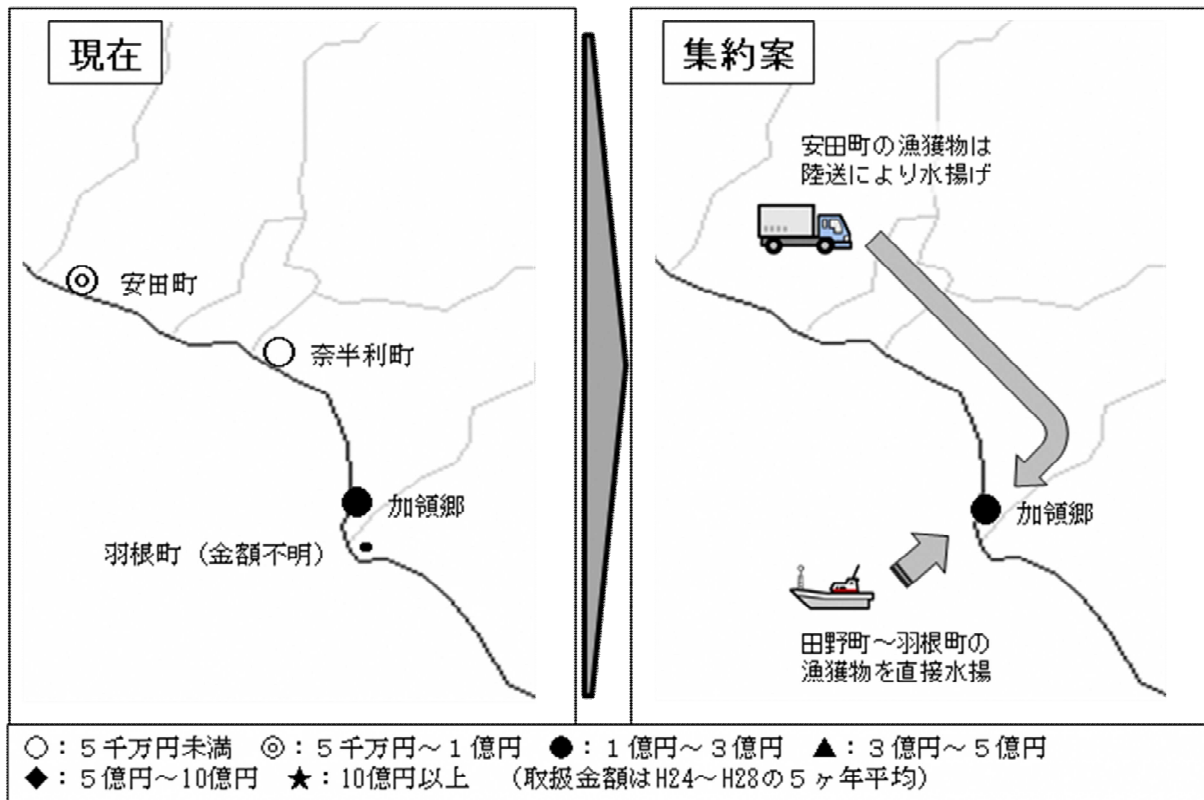 現在
安田町
奈半利町
加領郷
羽根町（金額不明）
集約案
安田町の漁獲物は
陸送により水揚げ
加領郷
田野町～羽根町の
漁獲物を直接水揚
○：５千万円未満　◎：５千万円～１億円　●：１億円～３億円　▲：３億円～５億円
◆：５億円～10億円　★：10億円以上　（取扱金額はH24～H28の５ヶ年平均）